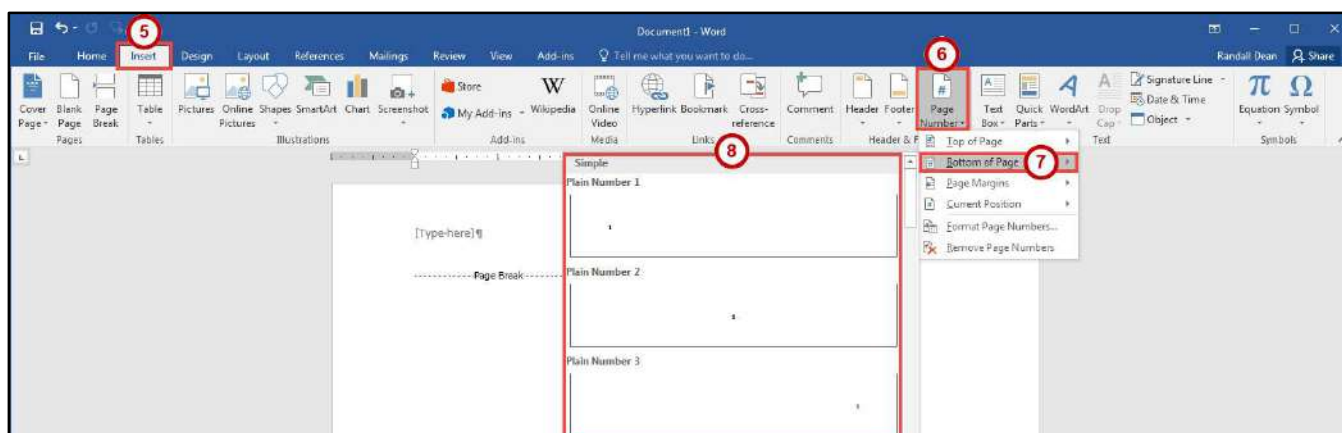 5
Document1 - Word
File Home Insert Design Layout References Mailings Review View Add-ins Tell me what you want to do... 6 Randall Dean Share
Cover Page Blank Page Page Break Table Pictures Online Pictures Shapes SmartArt Chart Screenshot Store My Add-ins Wikipedia Online Video Hyperlink Bookmark Cross-reference Comment Header Footer Page Number # Text Box Quick Parts WordArt Drop Cap Signature Line Date & Time Object Equation Symbol
Pages Tables Illustrations Add-ins Media Links Comments Header & F Text Symbols
8
Top of Page
Bottom of Page 7
Page Margins
Current Position
Format Page Numbers...
Remove Page Numbers
Simple
Plain Number 1
1
[Type·here]¶
Page Break
Plain Number 2
1
Plain Number 3
1